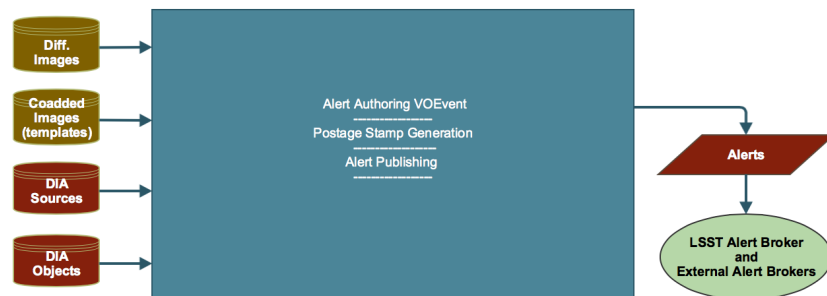 Diff.
Images
Coadded
Images
(templates)
DIA
Sources
DIA
Objects
Alert Authoring VOEvent
------------------
Postage Stamp Generation
-------------------
Alert Publishing
------------------
Alerts
LSST Alert Broker
and
External Alert Brokers